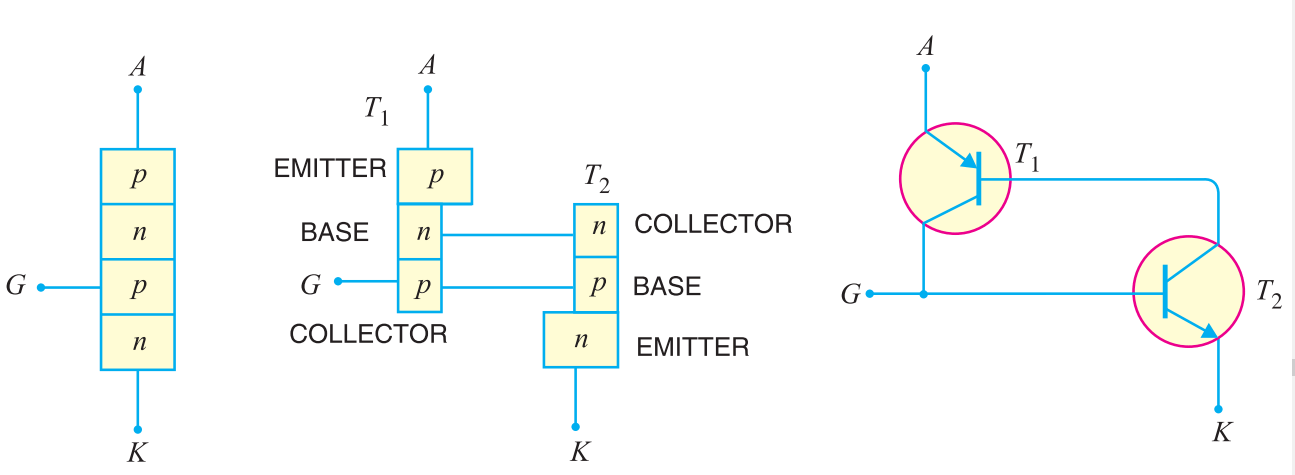 A
p
n
G p
n
K
A
T1
EMITTER p
T2
BASE n n COLLECTOR
G p p BASE
COLLECTOR n EMITTER
K
A
T1
G T2
K